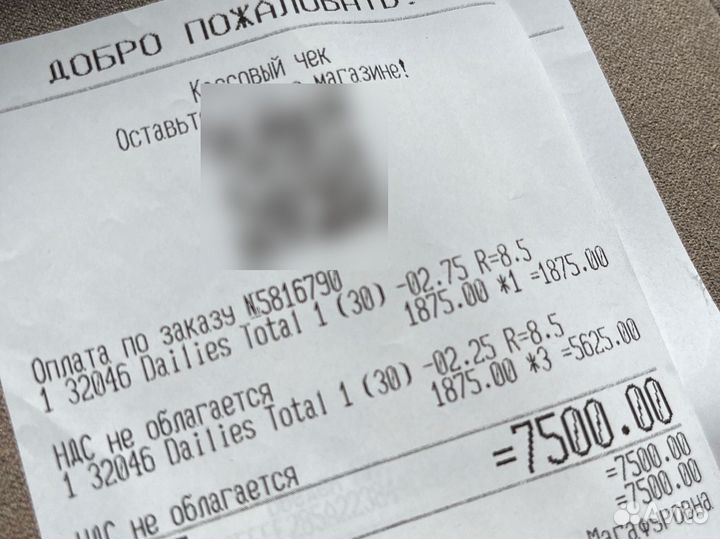 ДОБРО ПОЖАЛОВАТЬ!
Кассовый чек
Оставьт магазине!
Оплата по заказу №5816790
1 32046 Dailies Total 1 (30) -02.75 R=8.5
1875.00 *1 =1875.00
НДС не облагается
1 32046 Dailies Total 1 (30) -02.25 R=8.5
1875.00 *3 =5625.00
НДС не облагается
=7500.00
=7500.00
=7500.00
Магафуровна
Avito